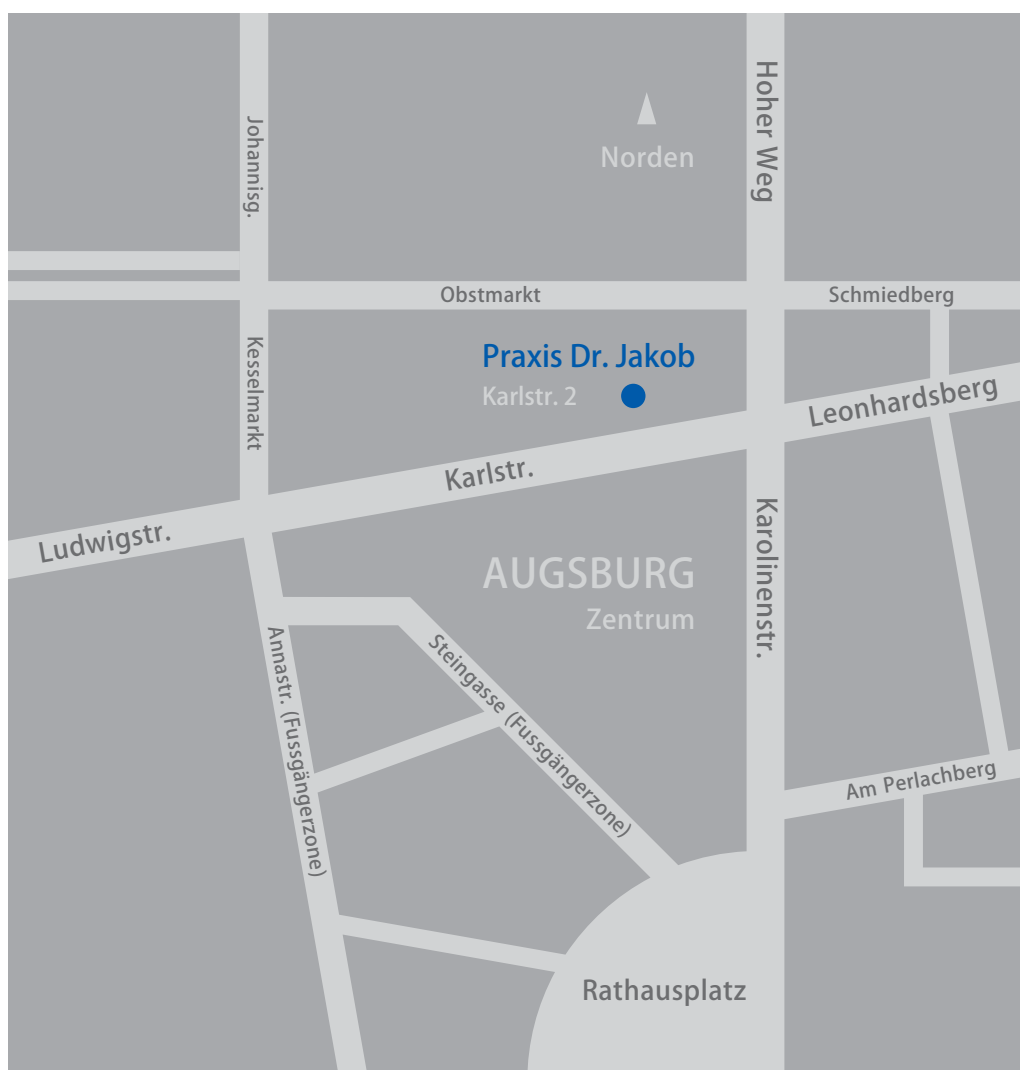 Hoher Weg
Johannisg.
Norden
Obstmarkt
Schmiedberg
Kesselmarkt
Praxis Dr. Jakob
Karlstr. 2
Leonhardsberg
Karlstr.
Ludwigstr.
Karolinenstr.
AUGSBURG
Zentrum
Annastr. (Fussgängerzone)
Steingasse (Fussgängerzone)
Am Perlachberg
Rathausplatz